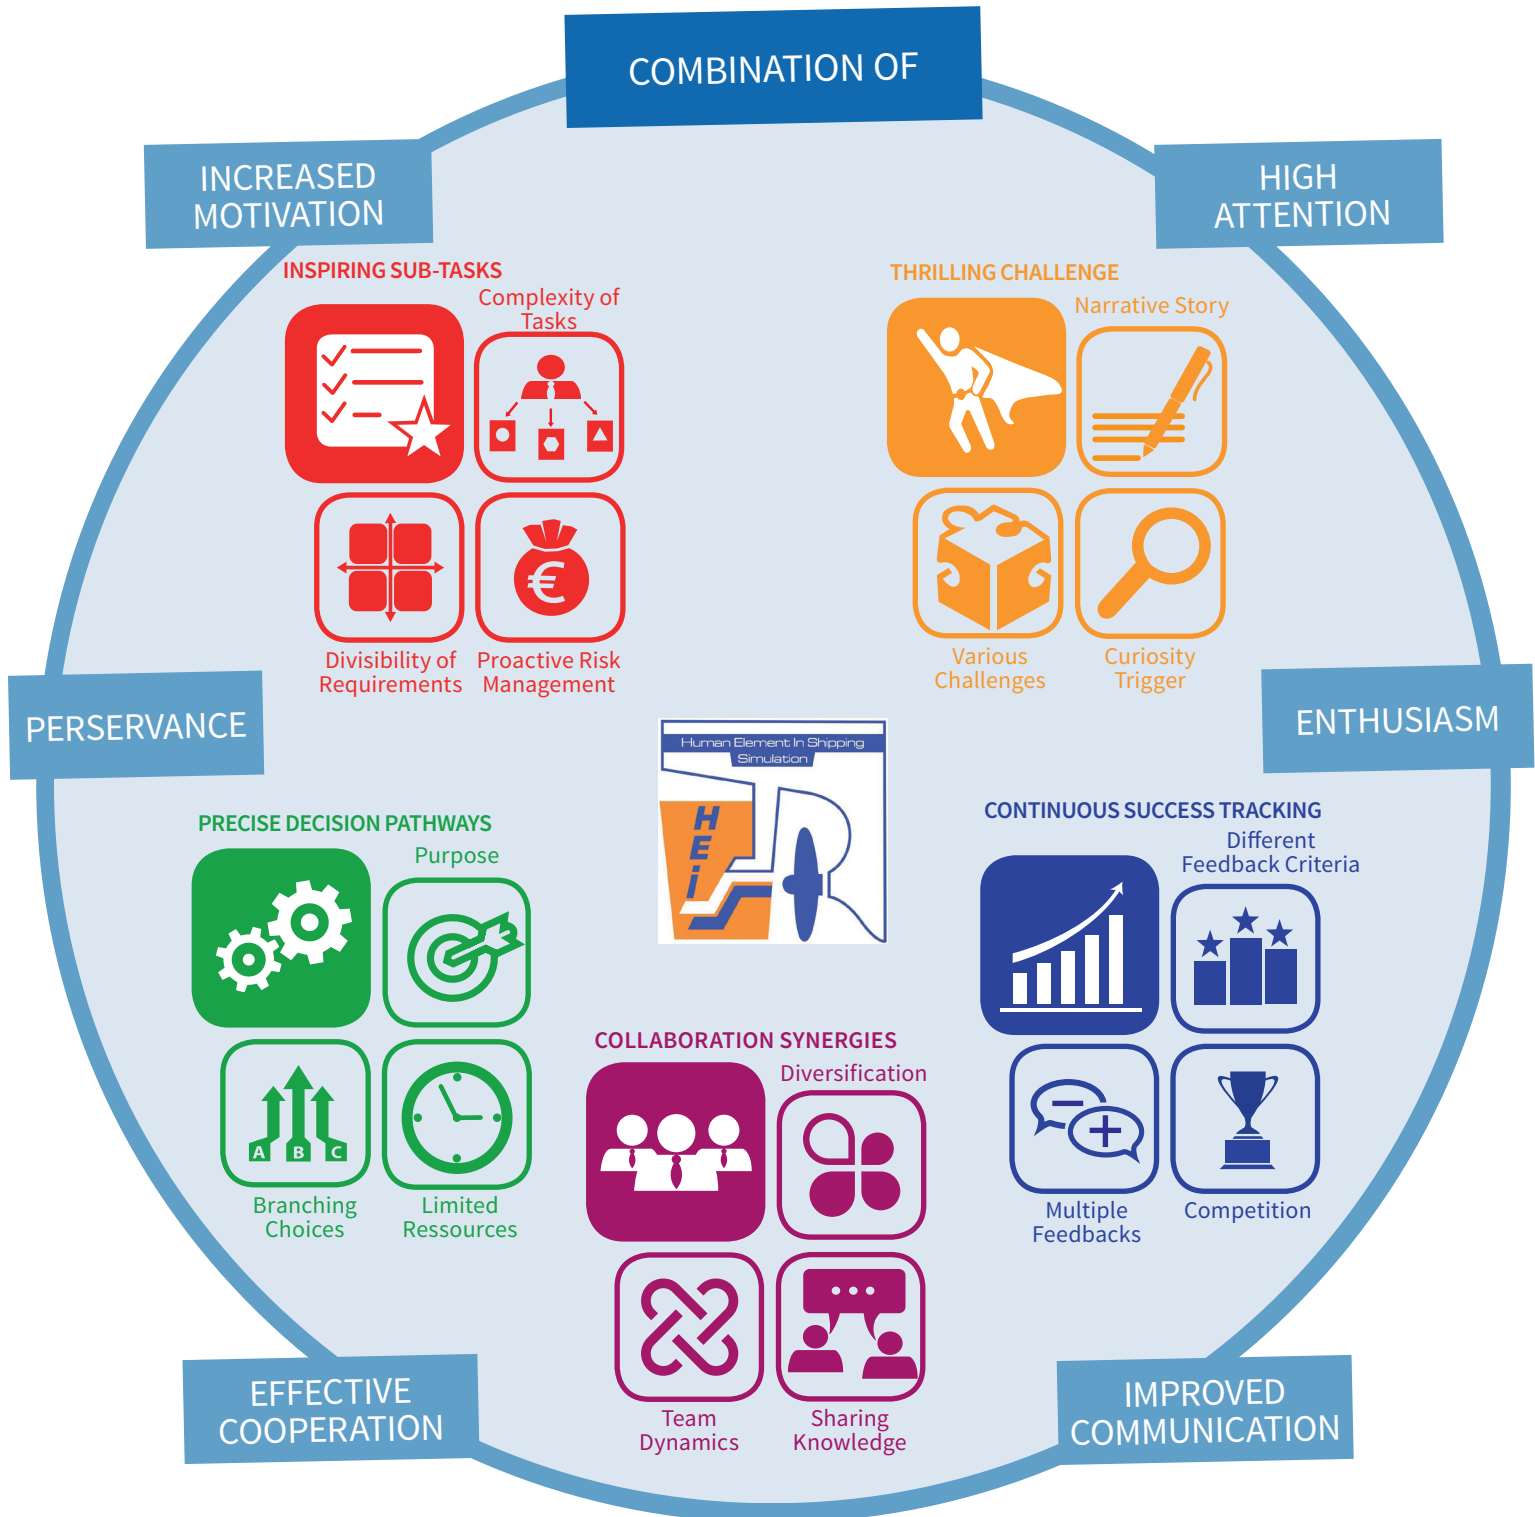 COMBINATION OF
INCREASED
MOTIVATION
HIGH
ATTENTION
INSPIRING SUB-TASKS
Complexity of
Tasks
Divisibility of
Requirements
€
Proactive Risk
Management
THRILLING CHALLENGE
Narrative Story
Various
Challenges
Curiosity
Trigger
PERSERVANCE
ENTHUSIASM
Human Element In Shipping
Simulation
H
E
i
PRECISE DECISION PATHWAYS
Purpose
A B C
Branching
Choices
Limited
Ressources
CONTINUOUS SUCCESS TRACKING
Different
Feedback Criteria
Multiple
Feedbacks
Competition
COLLABORATION SYNERGIES
Diversification
Team
Dynamics
Sharing
Knowledge
EFFECTIVE
COOPERATION
IMPROVED
COMMUNICATION